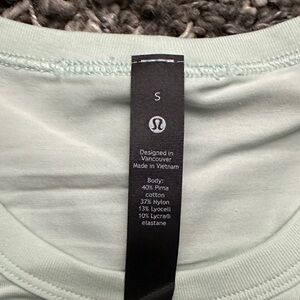 S
Designed in
Vancouver
Made in Vietnam
Body:
40% Pima
cotton
37% Nylon
13% Lyocell
10% Lycra®
elastane